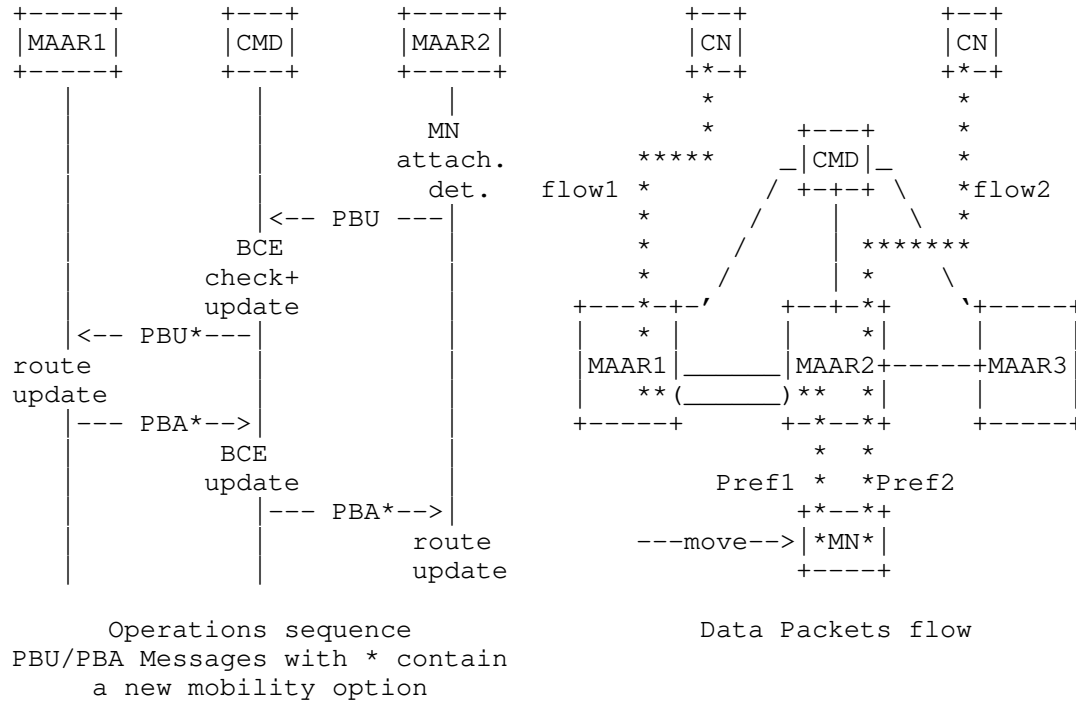 MAAR1 CMD MAAR2 CN CN
MN
attach. CMD
det. flow1 flow2
<-- PBU ---
BCE
check+
update
<-- PBU*---
route MAAR1 MAAR2 MAAR3
update
--- PBA*-->
BCE
update Pref1 Pref2
--- PBA*-->
route ---move--> *MN*
update
Operations sequence Data Packets flow
PBU/PBA Messages with * contain
a new mobility option